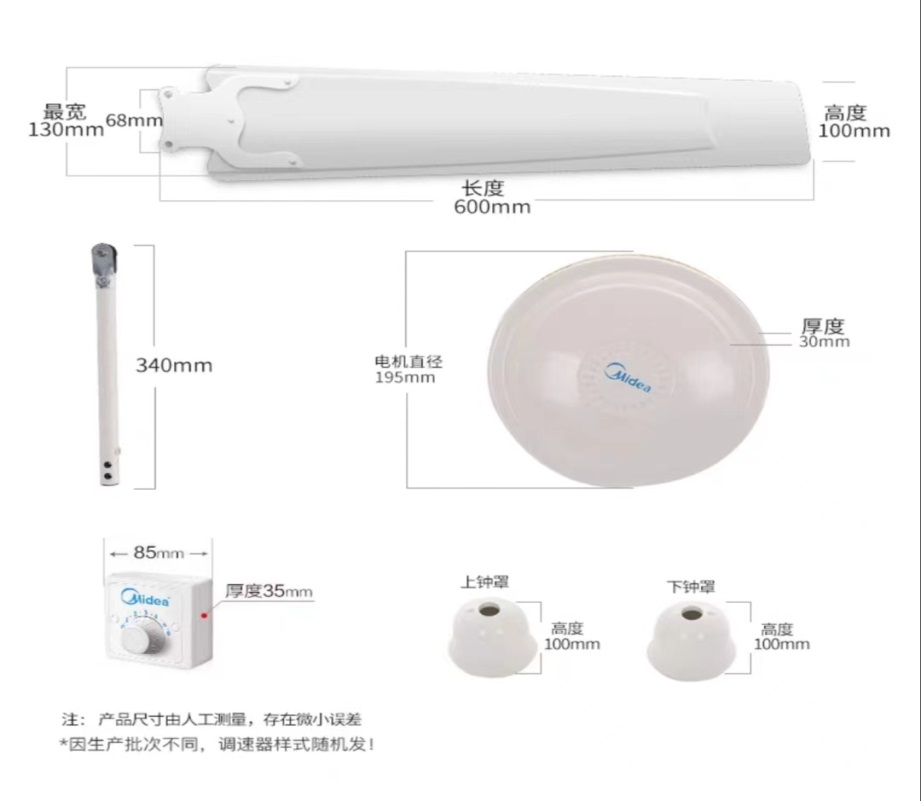 最宽
130mm
68mm
高度
100mm
长度
600mm
340mm
电机直径
195mm
厚度
30mm
Midea
85mm
Midea
厚度35mm
上钟罩
高度
100mm
下钟罩
高度
100mm
注： 产品尺寸由人工测量，存在微小误差
*因生产批次不同，调速器样式随机发！